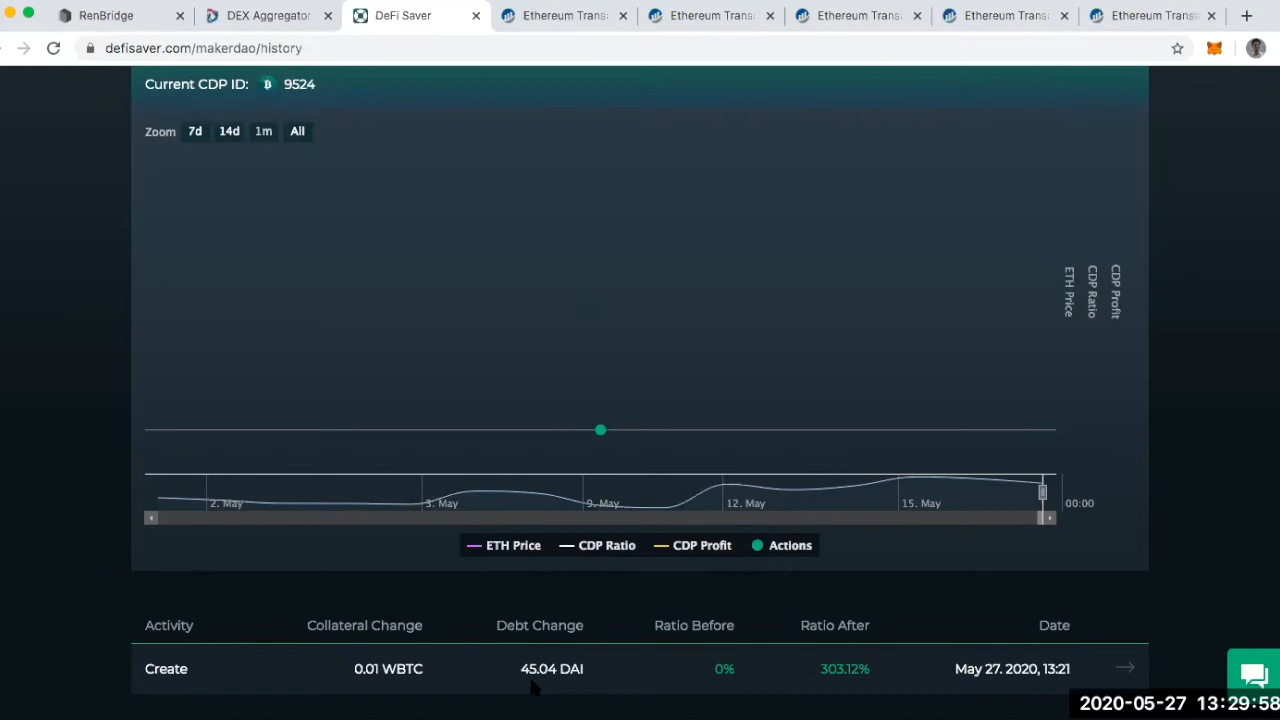 RenBridge
DEX Aggregator
DeFi Saver
Ethereum Trans
Ethereum Trans
Ethereum Trans
Ethereum Trans
Ethereum Trans
defisaver.com/makerdao/history
Current CDP ID: 9524
Zoom 7d 14d 1m All
ETH Price
CDP Ratio
CDP Profit
2. May 3. May 9. May 12. May 15. May 00:00
ETH Price CDP Ratio CDP Profit Actions
Activity Collateral Change Debt Change Ratio Before Ratio After Date
Create 0.01 WBTC 45.04 DAI 0% 303.12% May 27. 2020, 13:21
2020-05-27 13:29:58